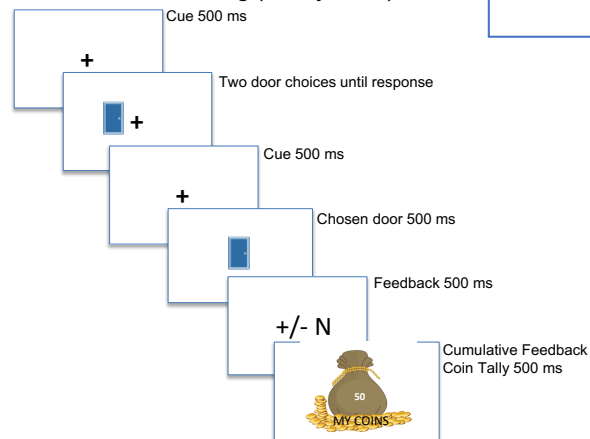 Cue 500 ms
+
Two door choices until response
+
Cue 500 ms
+
Chosen door 500 ms
Feedback 500 ms
+/- N
Cumulative Feedback
Coin Tally 500 ms
50
MY COINS